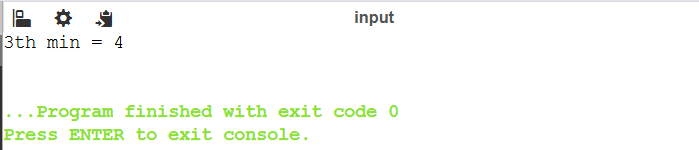 input
3th min = 4
...Program finished with exit code 0
Press ENTER to exit console.